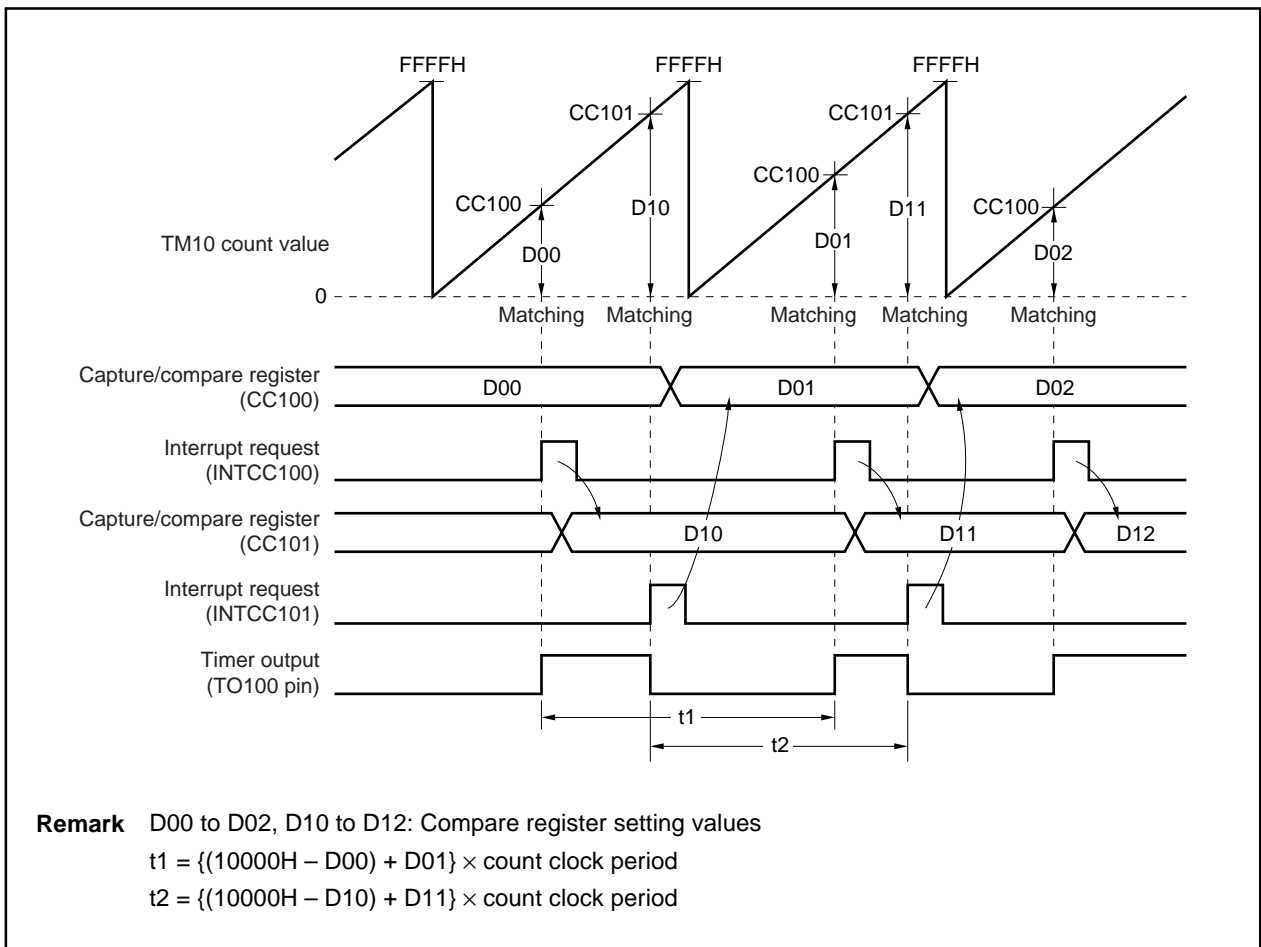 FFFFH FFFFH FFFFH
CC101 CC101
CC100
CC100 CC100
D10 D11
TM10 count value
D00 D01 D02
0
Matching Matching Matching Matching Matching
Capture/compare register
(CC100)
D00 D01 D02
Interrupt request
(INTCC100)
Capture/compare register
(CC101)
D10 D11 D12
Interrupt request
(INTCC101)
Timer output
(TO100 pin)
t1
t2
Remark D00 to D02, D10 to D12: Compare register setting values
t1 = {(10000H – D00) + D01} × count clock period
t2 = {(10000H – D10) + D11} × count clock period